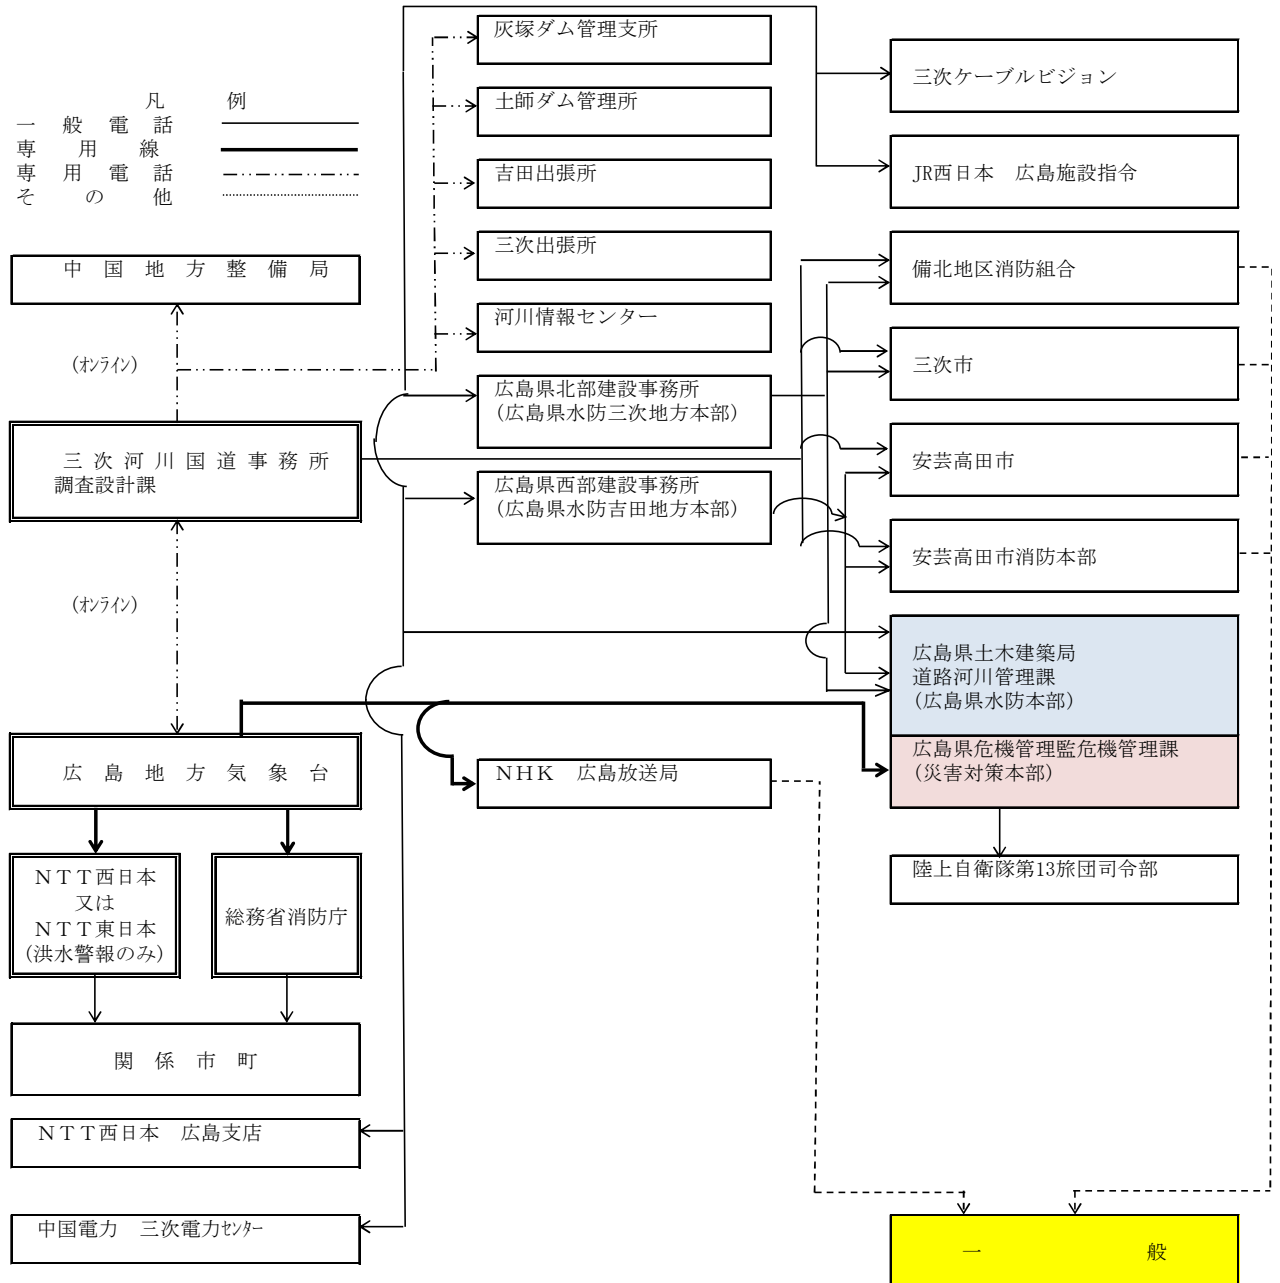 凡　例
一般電話
専用線
専用電話
その他
中国地方整備局
(ｵﾝﾗｲﾝ)
三次河川国道事務所
調査設計課
(ｵﾝﾗｲﾝ)
広島地方気象台
ＮＴＴ西日本
又は
ＮＴＴ東日本
(洪水警報のみ)
総務省消防庁
関係市町
ＮＴＴ西日本　広島支店
中国電力　三次電力ｾﾝﾀｰ
灰塚ダム管理支所
土師ダム管理所
吉田出張所
三次出張所
河川情報センター
広島県北部建設事務所
(広島県水防三次地方本部)
広島県西部建設事務所
(広島県水防吉田地方本部)
ＮＨＫ　広島放送局
三次ケーブルビジョン
JR西日本　広島施設指令
備北地区消防組合
三次市
安芸高田市
安芸高田市消防本部
広島県土木建築局
道路河川管理課
(広島県水防本部)
広島県危機管理監危機管理課
(災害対策本部)
陸上自衛隊第13旅団司令部
一　般